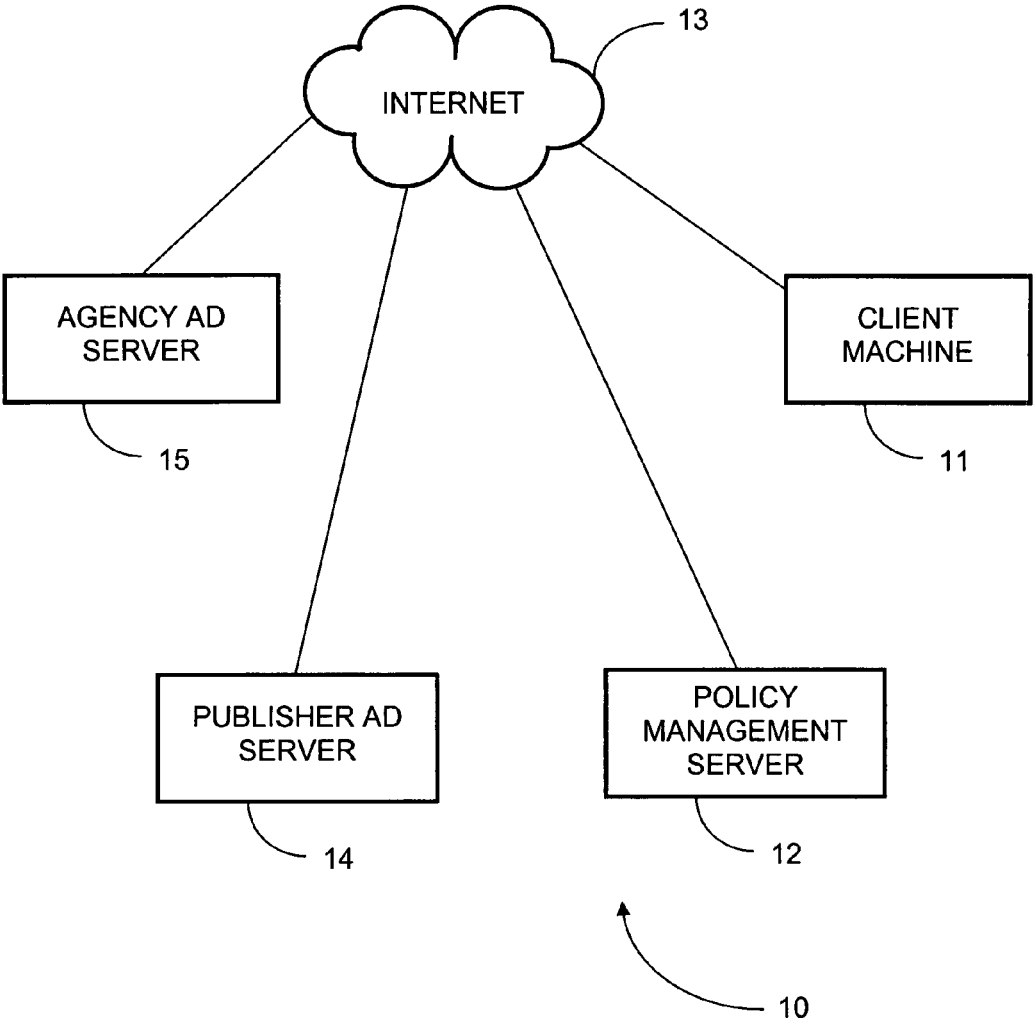 13
INTERNET
AGENCY AD
SERVER
15
CLIENT
MACHINE
11
PUBLISHER AD
SERVER
14
POLICY
MANAGEMENT
SERVER
12
10